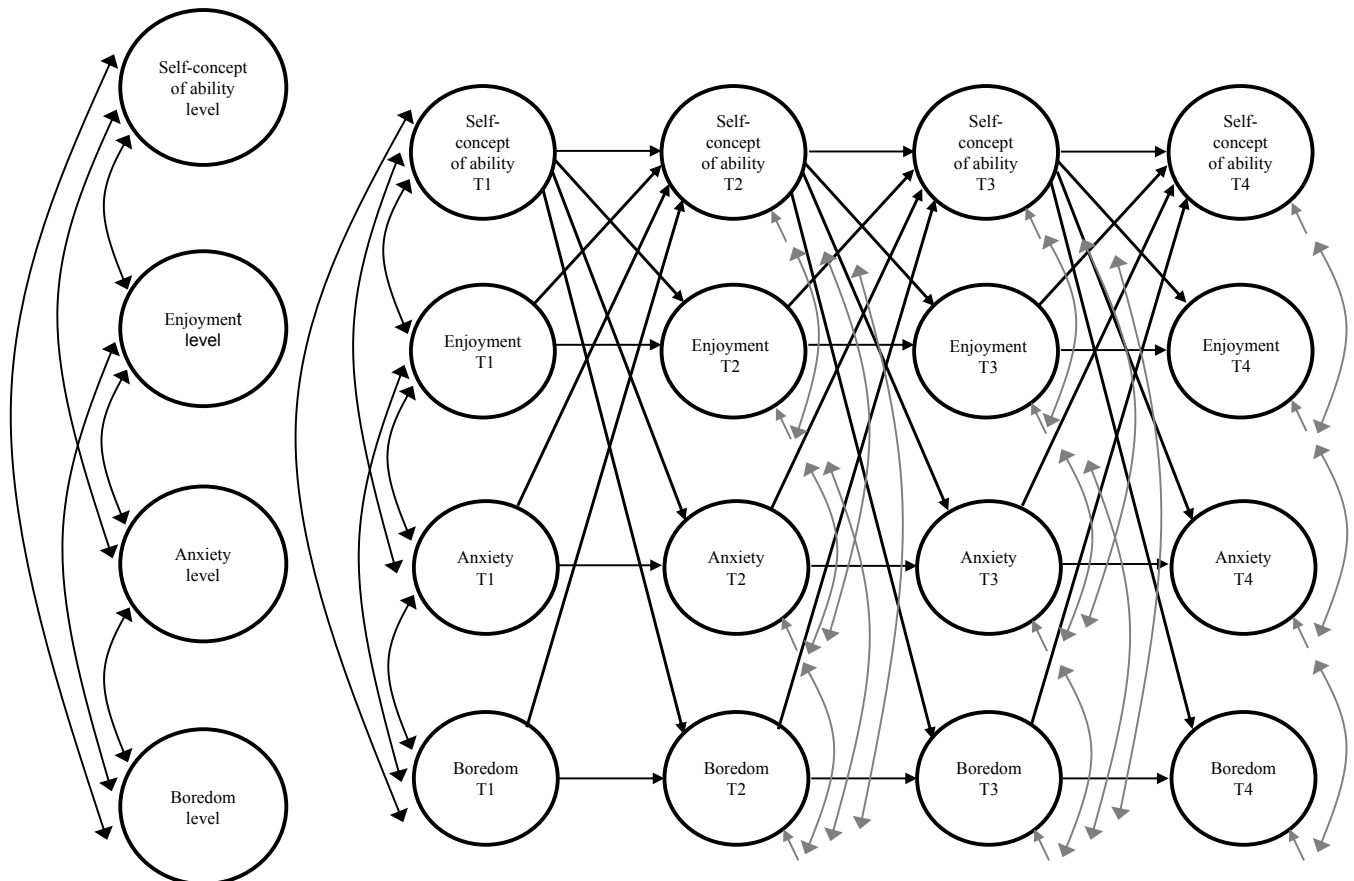 Self-concept
of ability
level
Enjoyment
level
Anxiety
level
Boredom
level
Self-
concept
of ability
T1
Self-
concept
of ability
T2
Self-
concept
of ability
T3
Self-
concept
of ability
T4
Enjoyment
T1
Enjoyment
T2
Enjoyment
T3
Enjoyment
T4
Anxiety
T1
Anxiety
T2
Anxiety
T3
Anxiety
T4
Boredom
T1
Boredom
T2
Boredom
T3
Boredom
T4